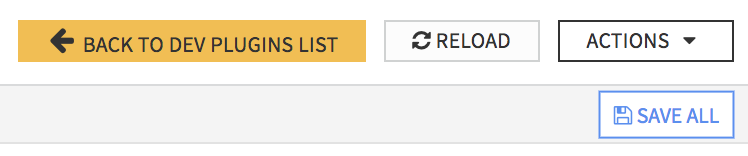 BACK TO DEV PLUGINS LIST RELOAD ACTIONS
SAVE ALL